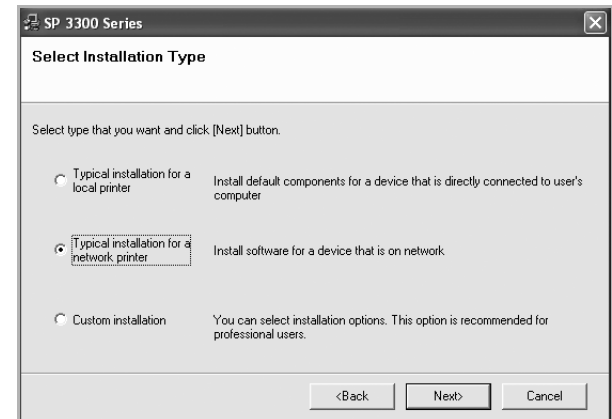 SP 3300 Series
Select Installation Type
Select type that you want and click [Next] button.
Typical installation for a
local printer
Install default components for a device that is directly connected to user's
computer
Typical installation for a
network printer
Install software for a device that is on network
Custom installation
You can select installation options. This option is recommended for
professional users.
<Back
Next>
Cancel